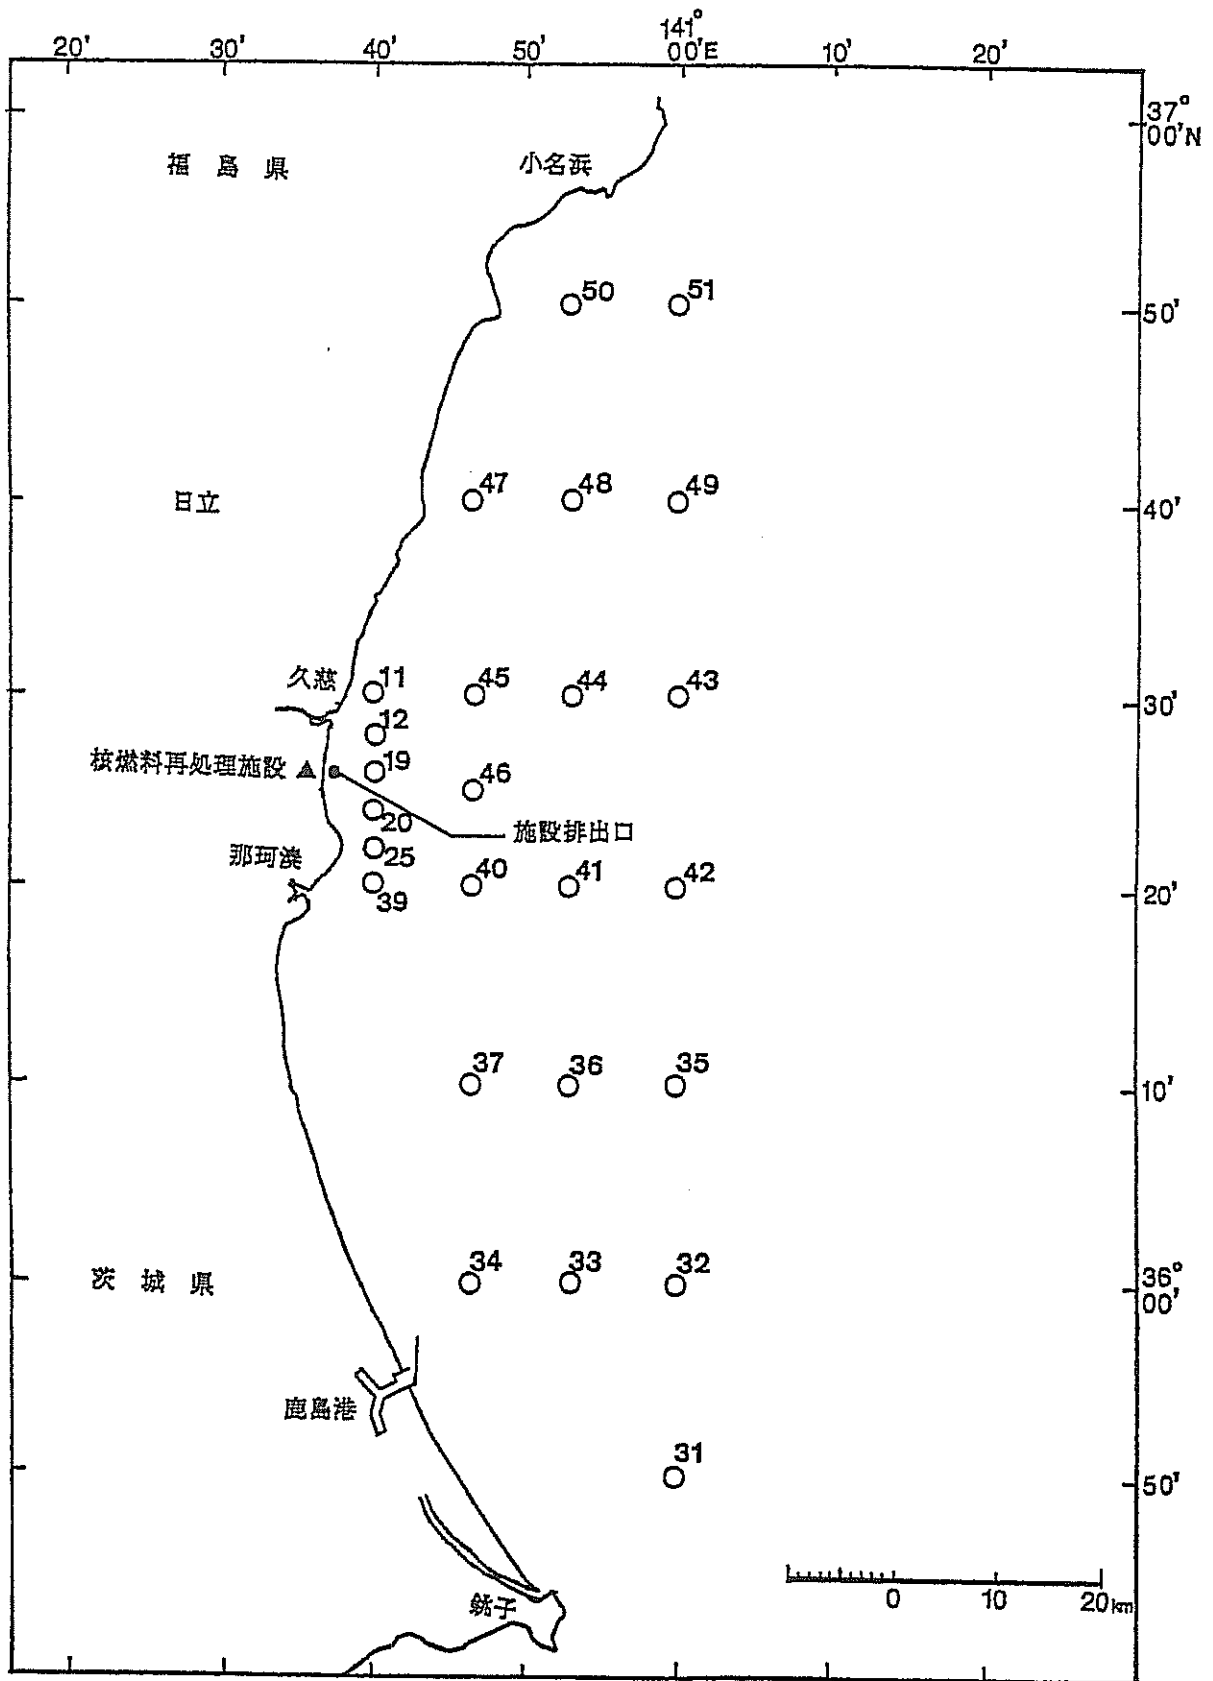 20' 30' 40' 50' 141° 00'E 10' 20'
37° 00'N
福島県 小名浜
50 51
50'
47 48 49
日立
40'
久慈 11 45 44 43
30'
12
核燃料再処理施設 19 46
20 施設排出口
那珂湊 25 40 41 42
39 20'
37 36 35
10'
34 33 32
茨城県 36° 00'
鹿島港
31
50'
銚子
0 10 20km